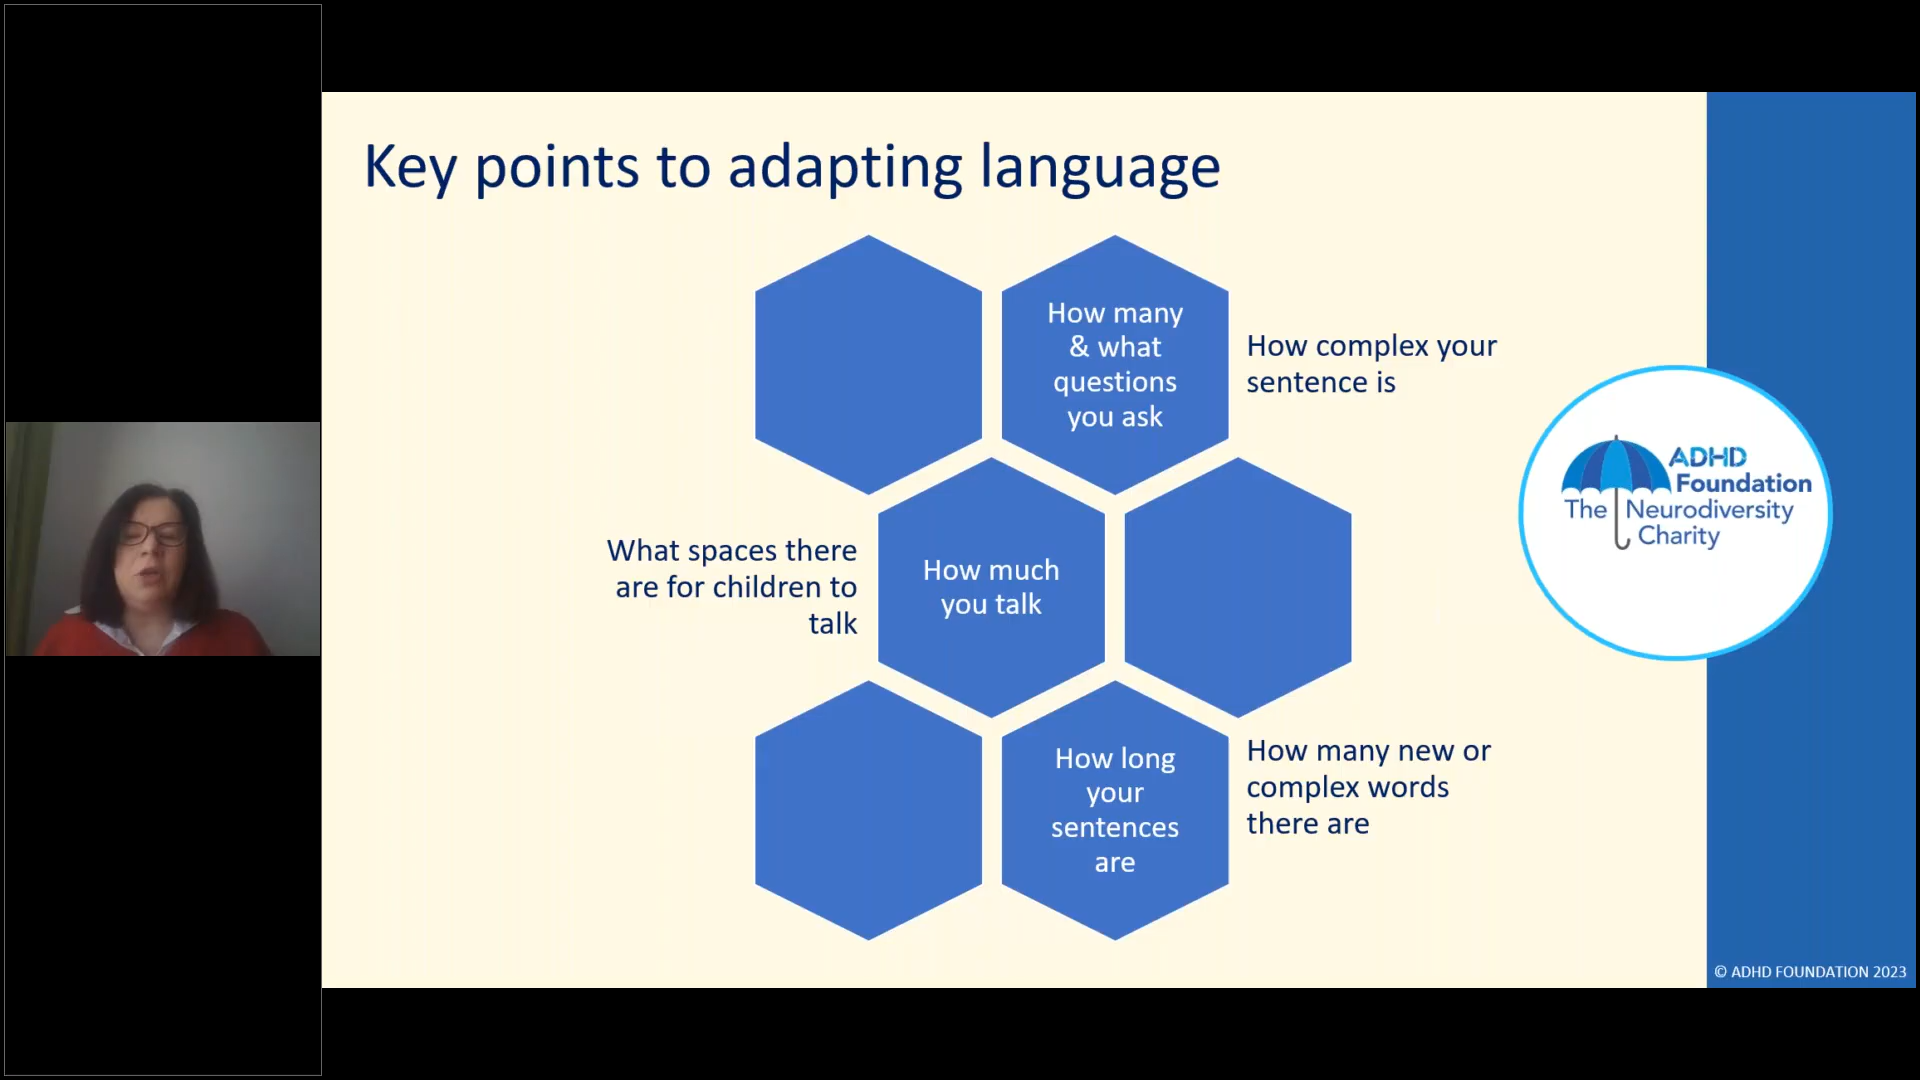 Key points to adapting language
How many
& what
questions
you ask
How complex your
sentence is
What spaces there
are for children to
talk
How much
you talk
How long
your
sentences
are
How many new or
complex words
there are
ADHD
Foundation
The Neurodiversity
Charity
© ADHD FOUNDATION 2023